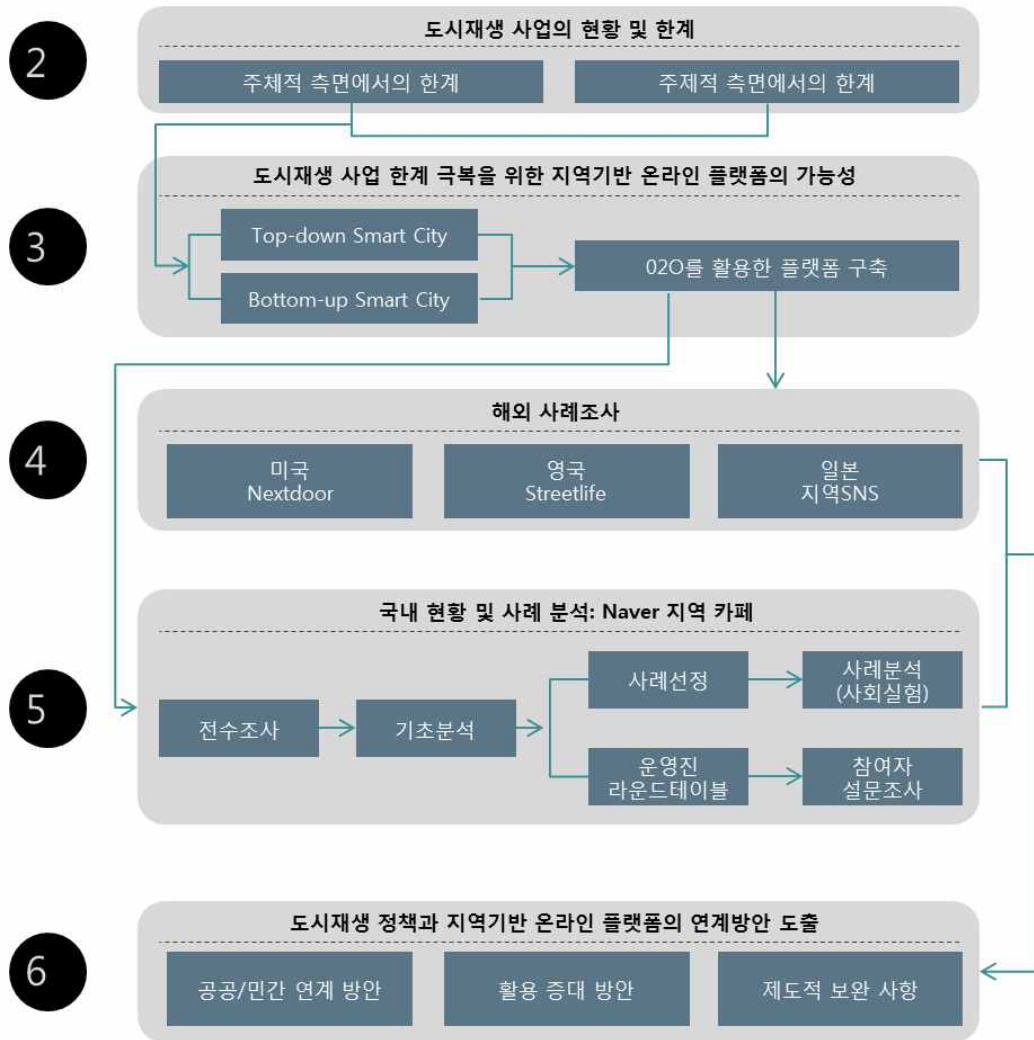 2
도시재생 사업의 현황 및 한계
주체적 측면에서의 한계
주제적 측면에서의 한계
3
도시재생 사업 한계 극복을 위한 지역기반 온라인 플랫폼의 가능성
Top-down Smart City
Bottom-up Smart City
02O를 활용한 플랫폼 구축
4
해외 사례조사
미국
Nextdoor
영국
Streetlife
일본
지역SNS
5
국내 현황 및 사례 분석: Naver 지역 카페
전수조사
기초분석
사례선정
사례분석
(사회실험)
운영진
라운드테이블
참여자
설문조사
6
도시재생 정책과 지역기반 온라인 플랫폼의 연계방안 도출
공공/민간 연계 방안
활용 증대 방안
제도적 보완 사항